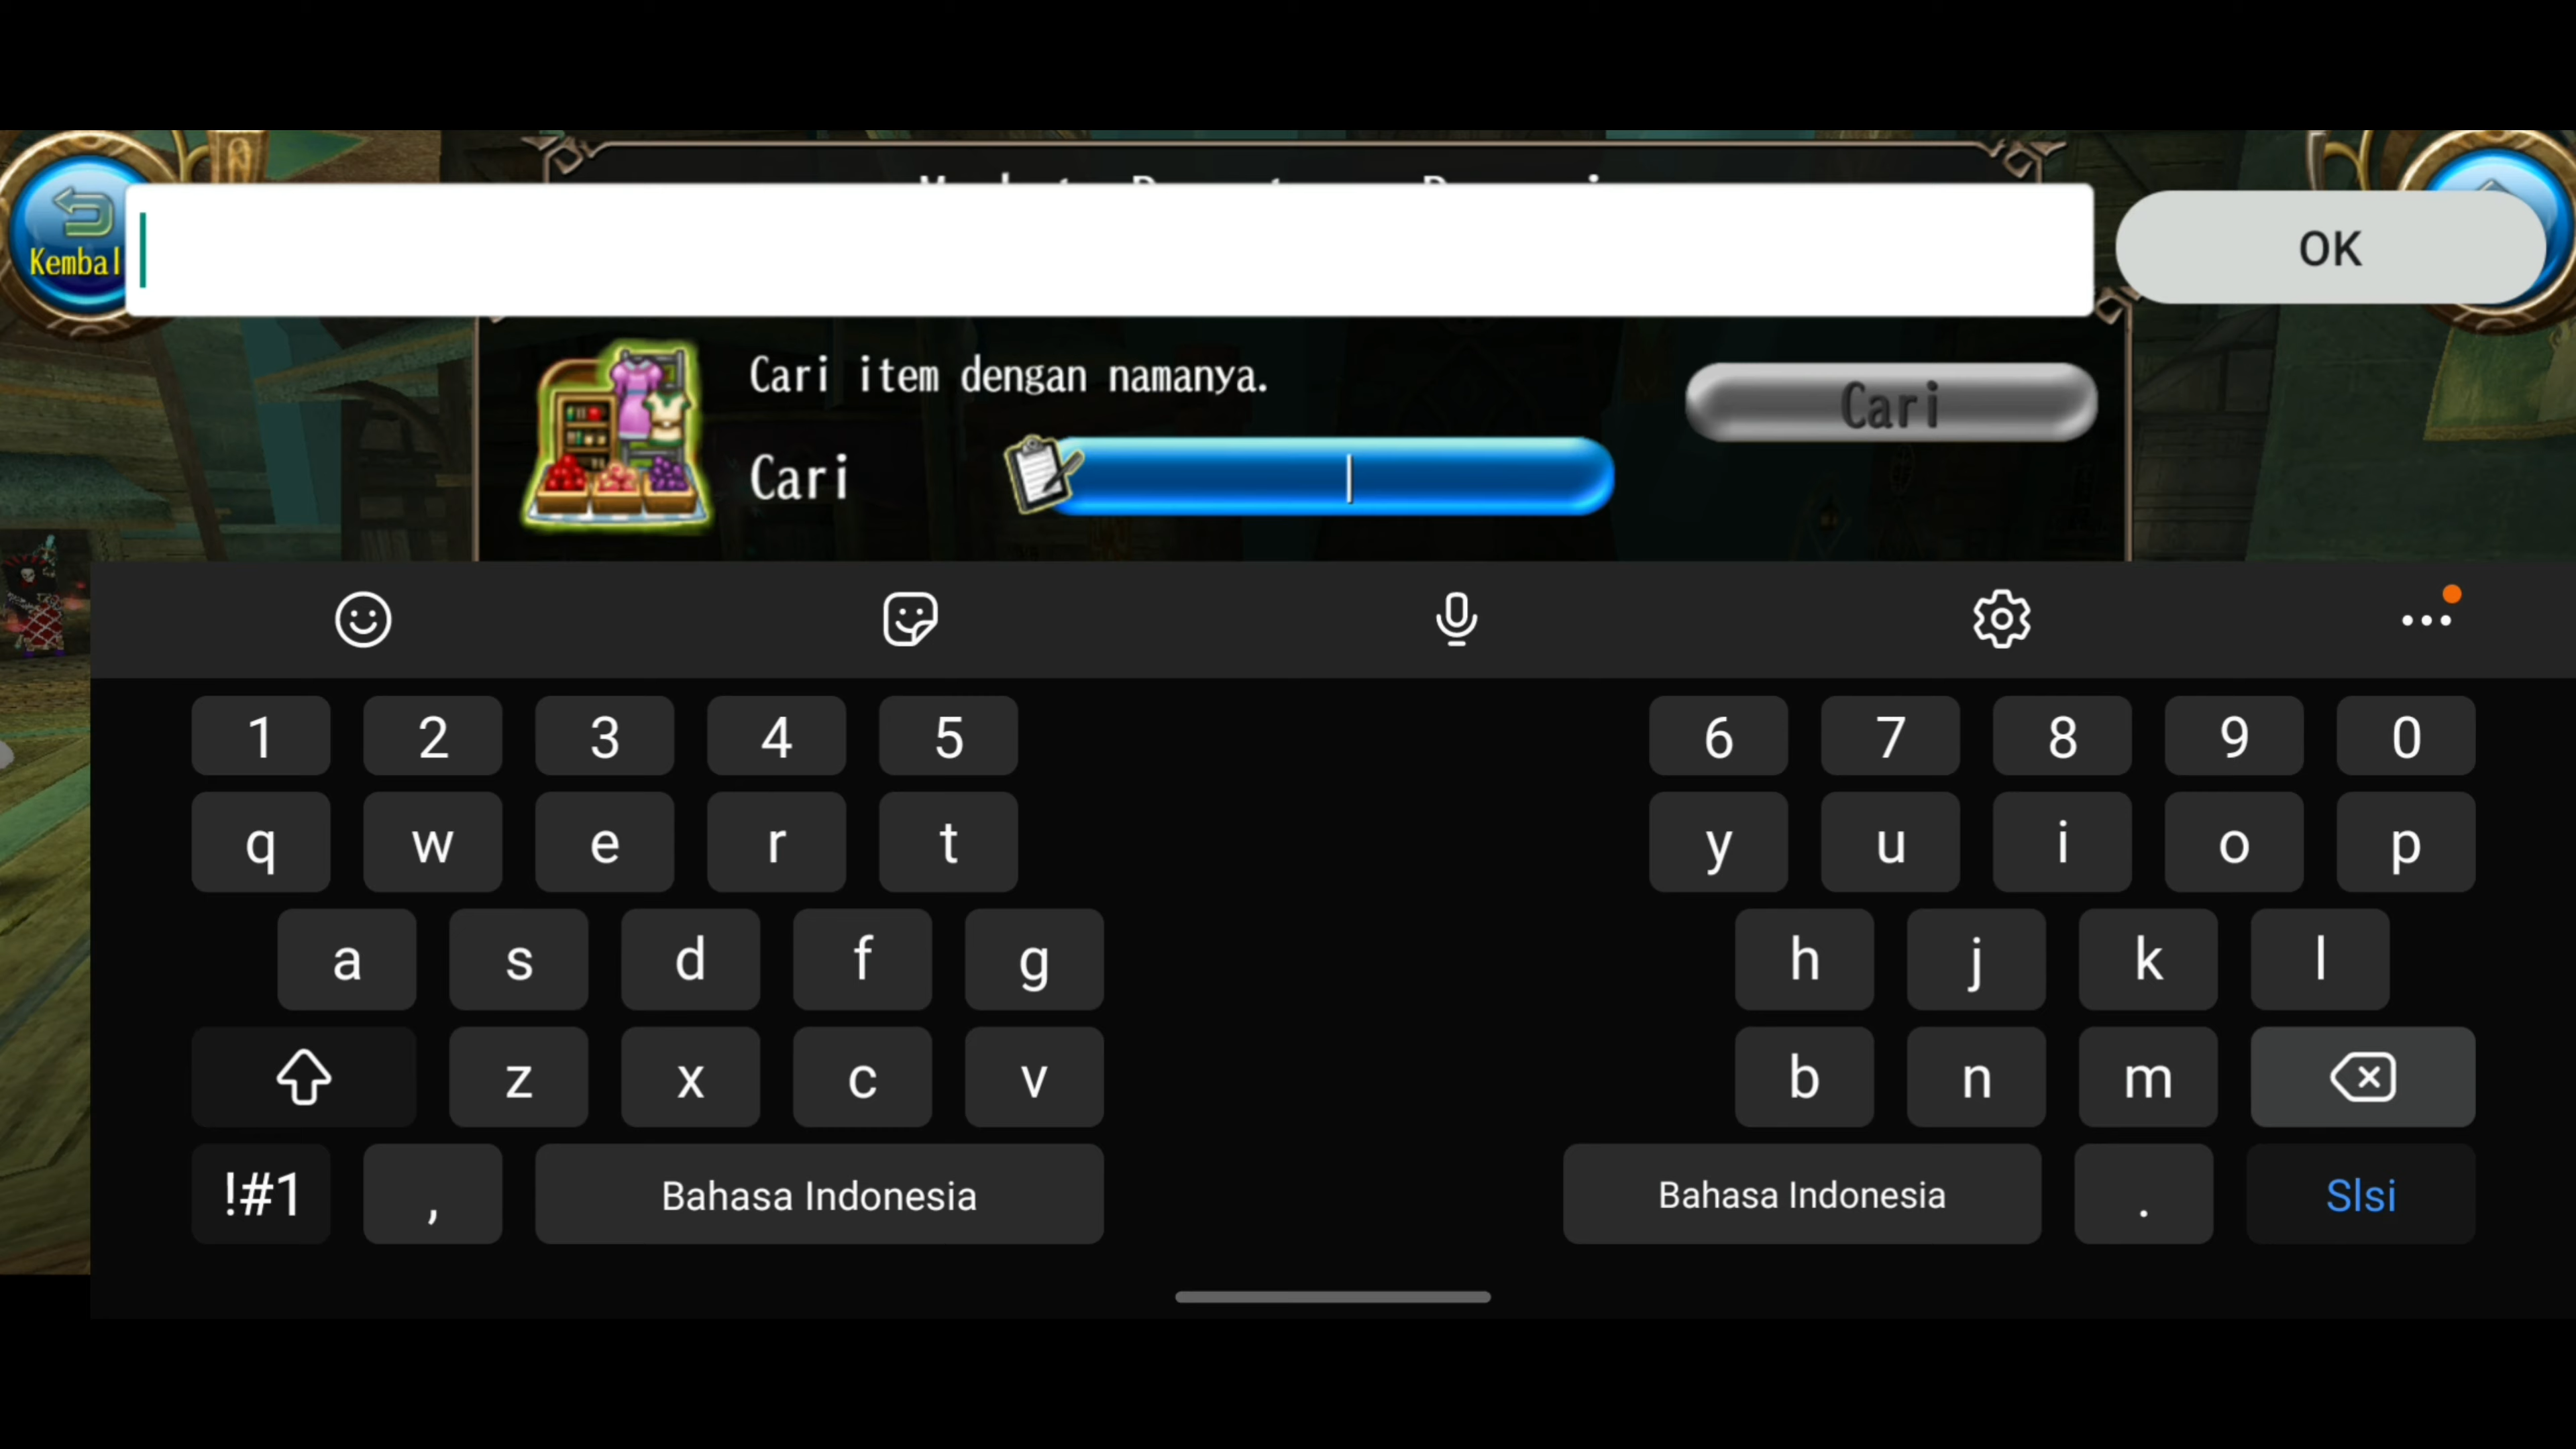 Kembal
OK
Cari item dengan namanya.
Cari
Cari
1 2 3 4 5 6 7 8 9 0
q w e r t y u i o p
a s d f g h j k l
z x c v b n m
!#1 , Bahasa Indonesia Bahasa Indonesia . Slsi